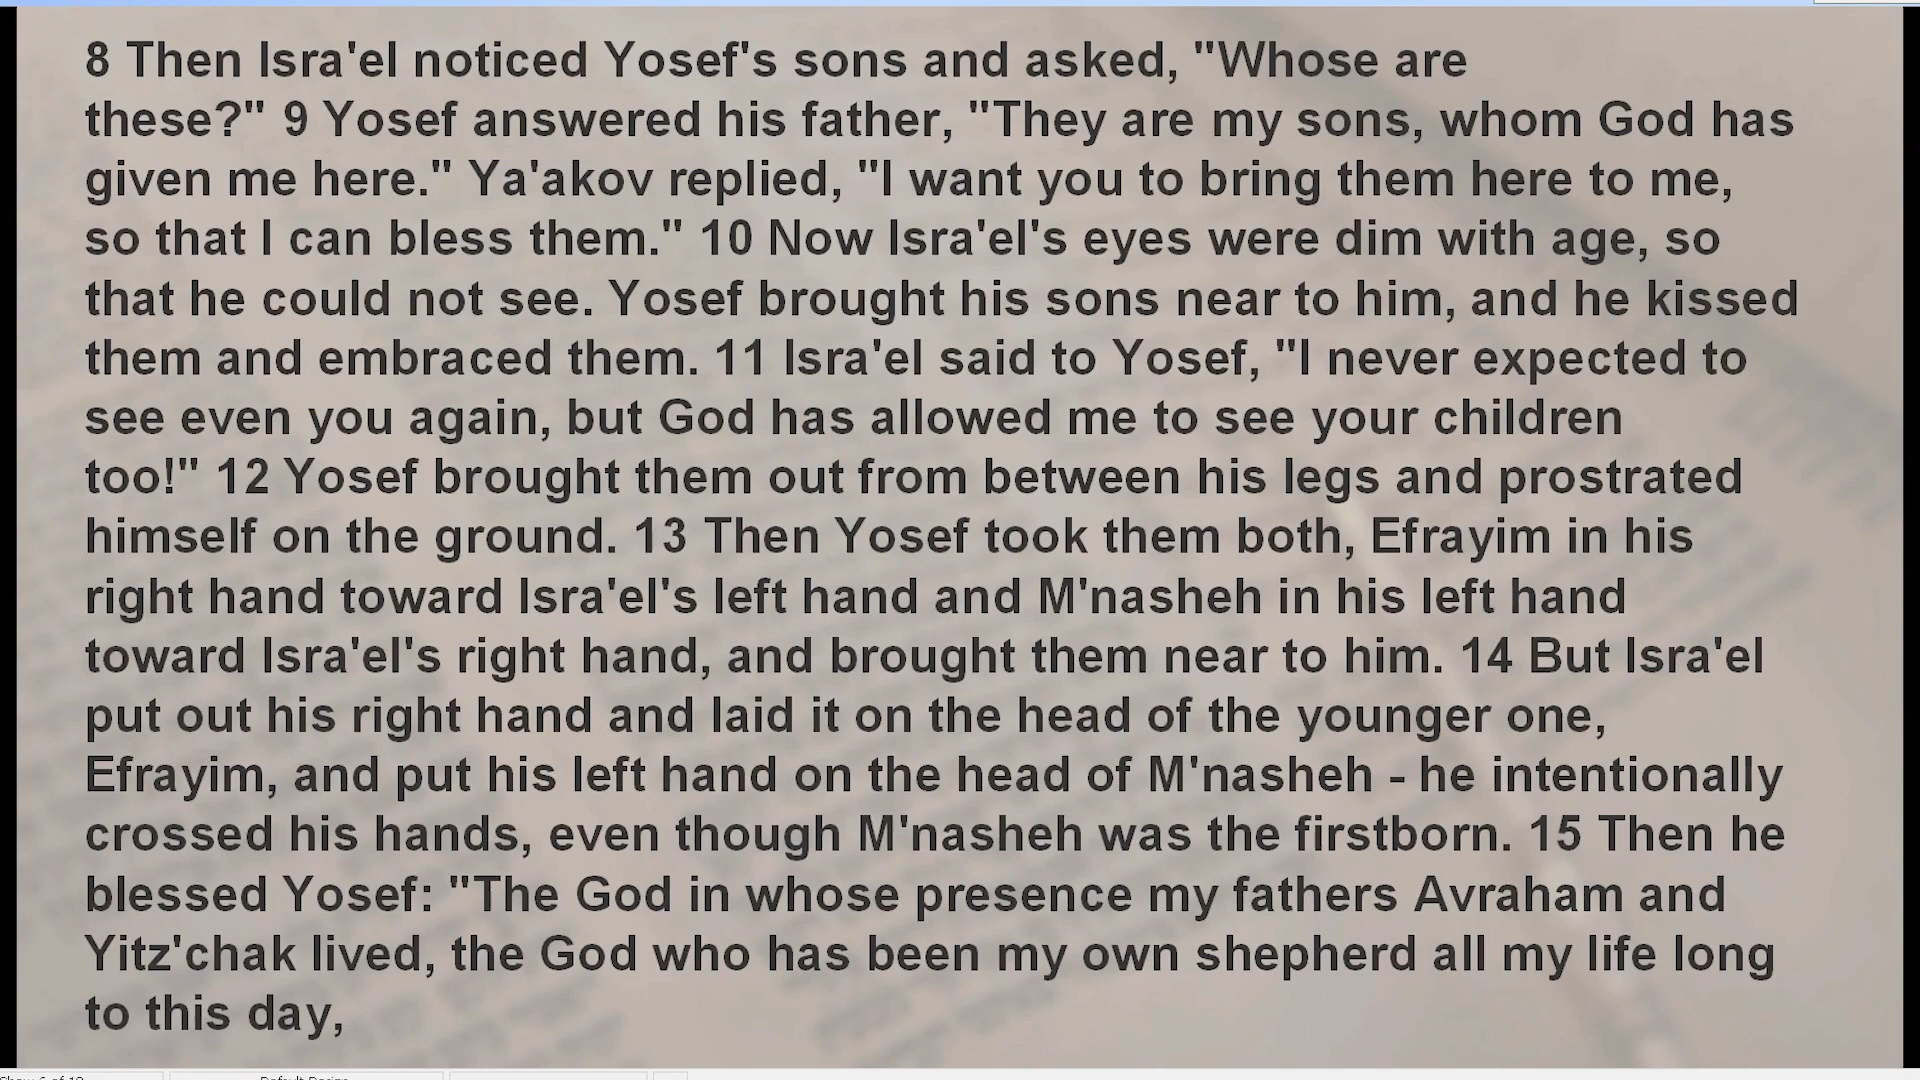 8 Then Isra'el noticed Yosef's sons and asked, "Whose are
these?" 9 Yosef answered his father, "They are my sons, whom God has
given me here." Ya'akov replied, "I want you to bring them here to me,
so that I can bless them." 10 Now Isra'el's eyes were dim with age, so
that he could not see. Yosef brought his sons near to him, and he kissed
them and embraced them. 11 Isra'el said to Yosef, "I never expected to
see even you again, but God has allowed me to see your children
too!" 12 Yosef brought them out from between his legs and prostrated
himself on the ground. 13 Then Yosef took them both, Efrayim in his
right hand toward Isra'el's left hand and M'nasheh in his left hand
toward Isra'el's right hand, and brought them near to him. 14 But Isra'el
put out his right hand and laid it on the head of the younger one,
Efrayim, and put his left hand on the head of M'nasheh - he intentionally
crossed his hands, even though M'nasheh was the firstborn. 15 Then he
blessed Yosef: "The God in whose presence my fathers Avraham and
Yitz'chak lived, the God who has been my own shepherd all my life long
to this day,
Default Design